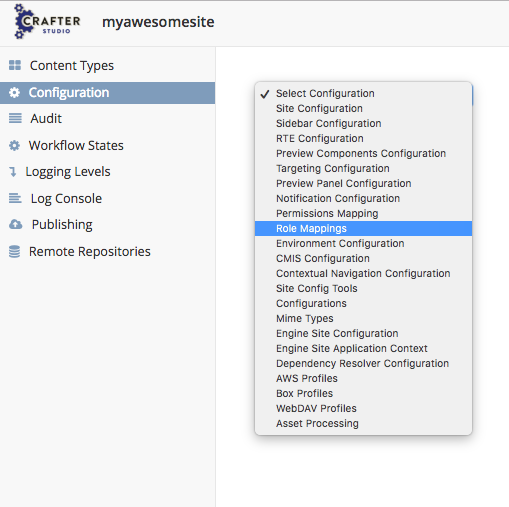 CRAFTER
STUDIO
myawesomesite
Content Types
Configuration
Audit
Workflow States
Logging Levels
Log Console
Publishing
Remote Repositories
✓ Select Configuration
Site Configuration
Sidebar Configuration
RTE Configuration
Preview Components Configuration
Targeting Configuration
Preview Panel Configuration
Notification Configuration
Permissions Mapping
Role Mappings
Environment Configuration
CMIS Configuration
Contextual Navigation Configuration
Site Config Tools
Configurations
Mime Types
Engine Site Configuration
Engine Site Application Context
Dependency Resolver Configuration
AWS Profiles
Box Profiles
WebDAV Profiles
Asset Processing